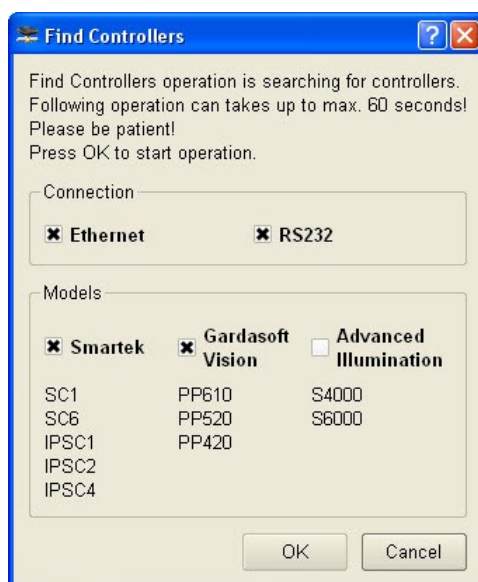 Find Controllers
Find Controllers operation is searching for controllers.
Following operation can takes up to max. 60 seconds!
Please be patient!
Press OK to start operation.
Connection
Ethernet RS232
Models
Smartek Gardasoft Vision Advanced Illumination
SC1 PP610 S4000
SC6 PP520 S6000
IPSC1 PP420
IPSC2
IPSC4
OK Cancel